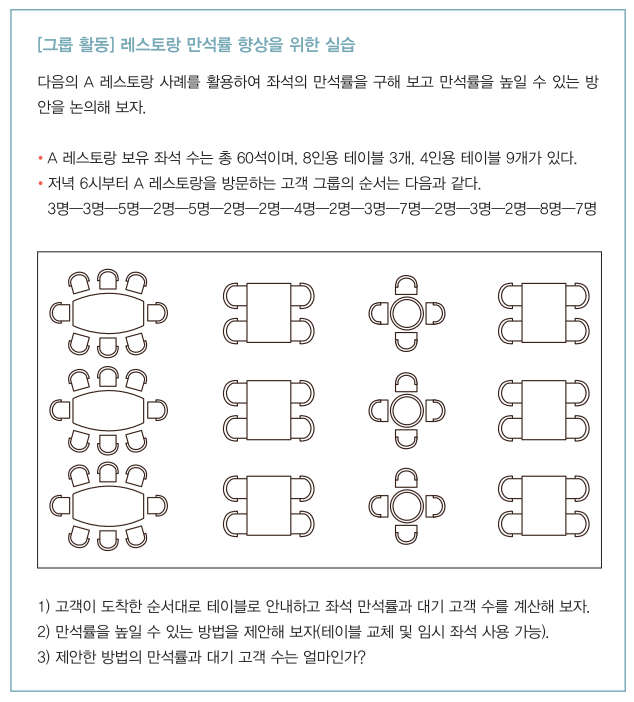 [그룹 활동] 레스토랑 만석률 향상을 위한 실습
다음의 A 레스토랑 사례를 활용하여 좌석의 만석률을 구해 보고 만석률을 높일 수 있는 방
안을 논의해 보자.
• A 레스토랑 보유 좌석 수는 총 60석이며, 8인용 테이블 3개, 4인용 테이블 9개가 있다.
• 저녁 6시부터 A 레스토랑을 방문하는 고객 그룹의 순서는 다음과 같다.
3명―3명―5명―2명―5명―2명―2명―4명―2명―3명―7명―2명―3명―2명―8명―7명
1) 고객이 도착한 순서대로 테이블로 안내하고 좌석 만석률과 대기 고객 수를 계산해 보자.
2) 만석률을 높일 수 있는 방법을 제안해 보자(테이블 교체 및 임시 좌석 사용 가능).
3) 제안한 방법의 만석률과 대기 고객 수는 얼마인가?